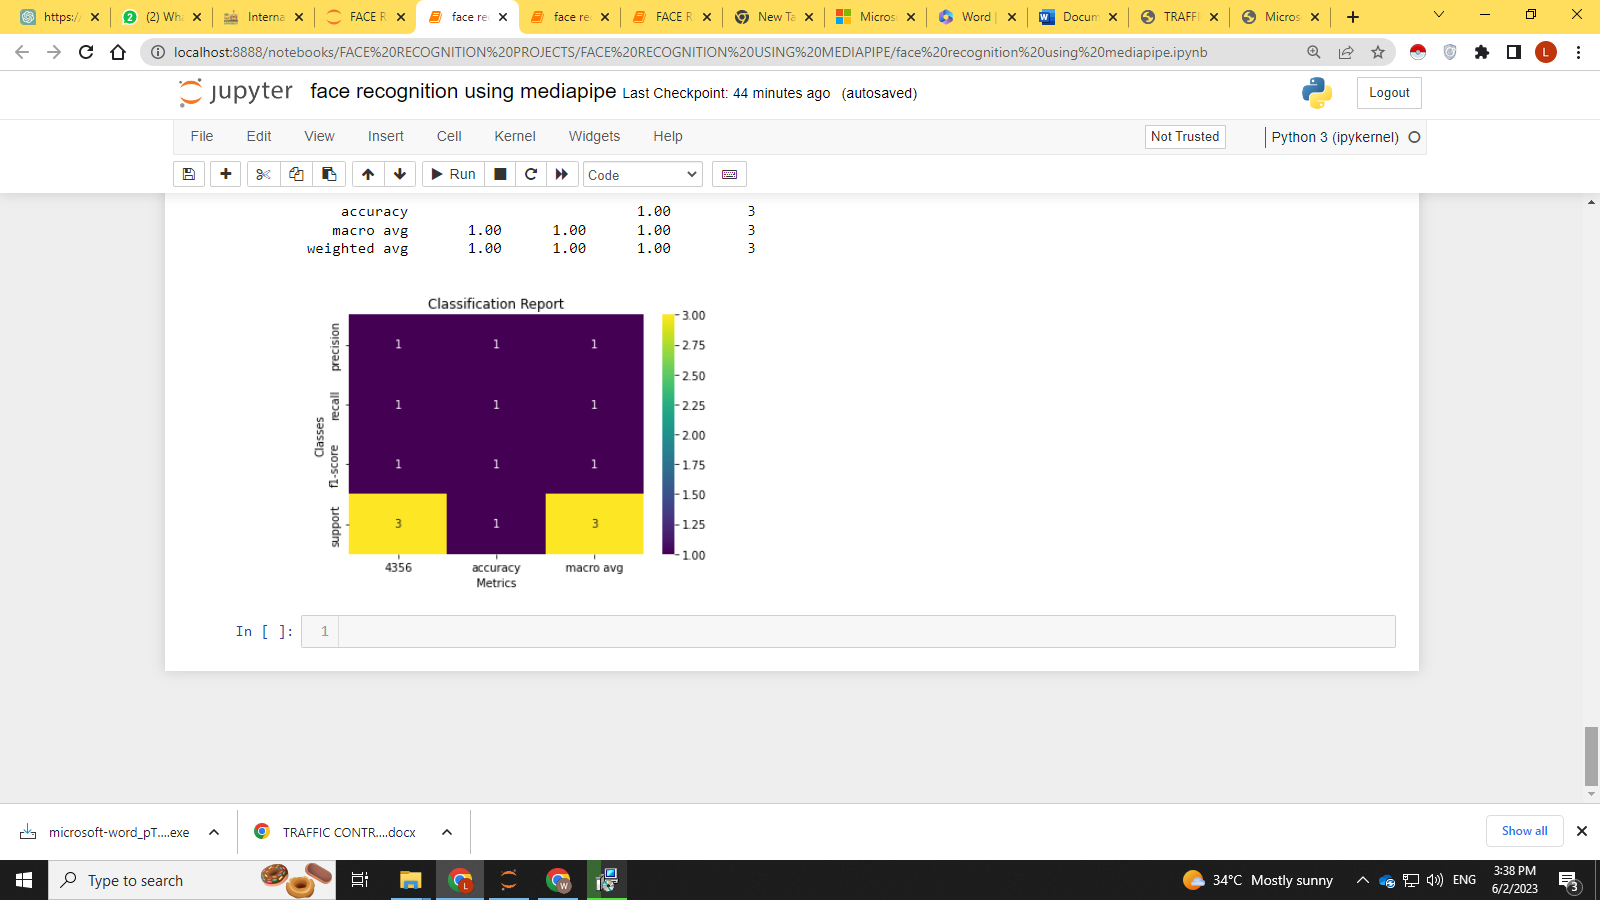 https:/
(2) Wha
Interna
FACE R
face re
face re
FACE R
New Ta
Micros
Word |
Docum
TRAFFI
Micros
localhost:8888/notebooks/FACE%20RECOGNITION%20PROJECTS/FACE%20RECOGNITION%20USING%20MEDIAPIPE/face%20recognition%20using%20mediapipe.ipynb
L
jupyter face recognition using mediapipe Last Checkpoint: 44 minutes ago (autosaved)
Logout
File Edit View Insert Cell Kernel Widgets Help
Not Trusted
Python 3 (ipykernel)
Run
Code
accuracy 1.00 3
macro avg 1.00 1.00 1.00 3
weighted avg 1.00 1.00 1.00 3
Classification Report
Classes
precision 1 1 1
recall 1 1 1
f1-score 1 1 1
support 3 1 3
4356 accuracy macro avg
Metrics
3.00
2.75
2.50
2.25
2.00
1.75
1.50
1.25
1.00
In [ ]: 1
microsoft-word_pT....exe
TRAFFIC CONTR....docx
Show all
Type to search
L
W
34°C Mostly sunny
ENG
3:38 PM
6/2/2023
3